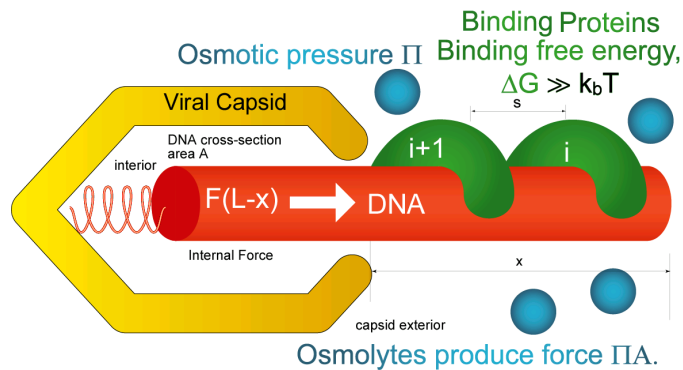 Binding Proteins
Osmotic pressure Π
Binding free energy,
ΔG ≫ kbT
s
Viral Capsid
DNA cross-section
area A
interior
i+1
i
F(L-x)
DNA
Internal Force
x
capsid exterior
Osmolytes produce force ΠA.